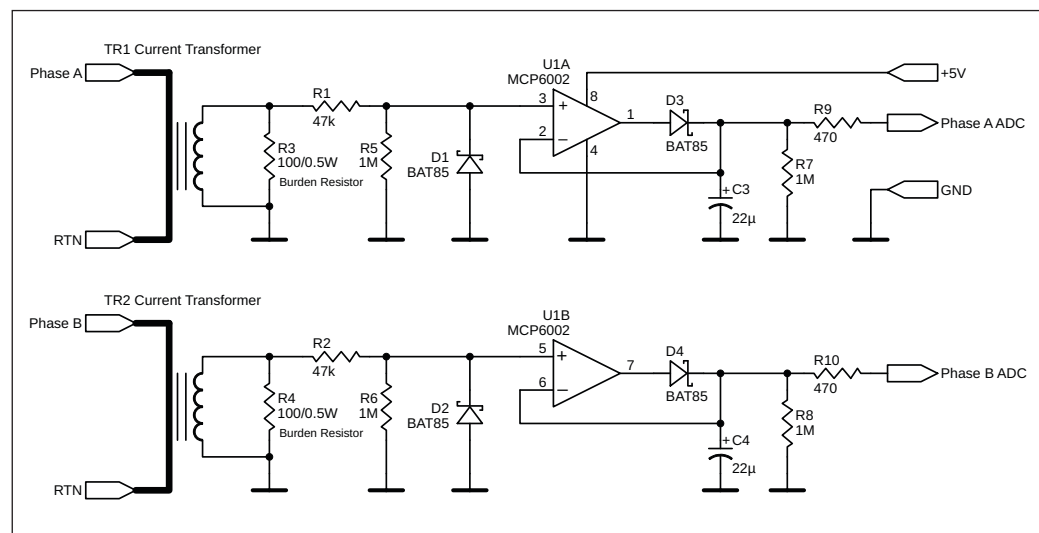 TR1 Current Transformer
Phase A
RTN
R1
47k
R3
100/0.5W
Burden Resistor
R5
1M
D1
BAT85
U1A
MCP6002
3
2
+
−
8
4
1
D3
BAT85
+
C3
22µ
R7
1M
R9
470
+5V
Phase A ADC
GND
TR2 Current Transformer
Phase B
RTN
R2
47k
R4
100/0.5W
Burden Resistor
R6
1M
D2
BAT85
U1B
MCP6002
5
6
+
−
7
D4
BAT85
+
C4
22µ
R8
1M
R10
470
Phase B ADC